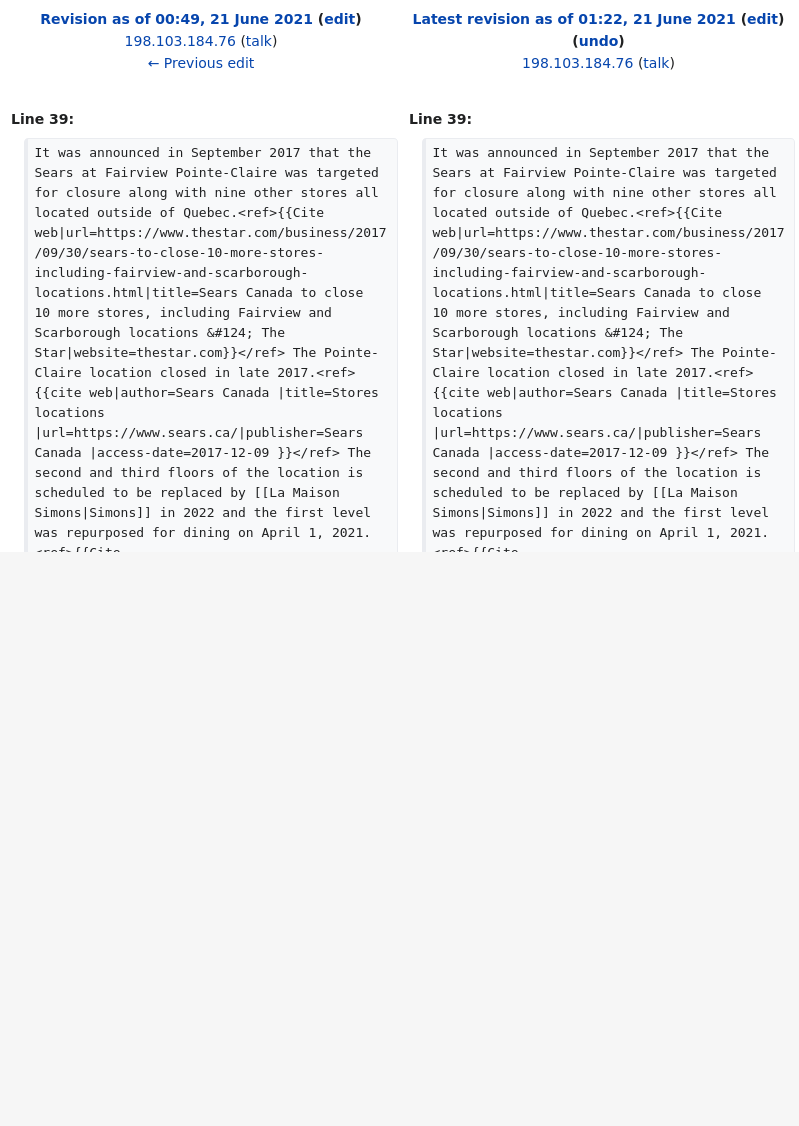 Revision as of 00:49, 21 June 2021 (edit)
198.103.184.76 (talk)
← Previous edit
Latest revision as of 01:22, 21 June 2021 (edit)
(undo)
198.103.184.76 (talk)
Line 39:
It was announced in September 2017 that the
Sears at Fairview Pointe-Claire was targeted
for closure along with nine other stores all
located outside of Quebec.<ref>{{Cite
web|url=https://www.thestar.com/business/2017
/09/30/sears-to-close-10-more-stores-
including-fairview-and-scarborough-
locations.html|title=Sears Canada to close
10 more stores, including Fairview and
Scarborough locations &#124; The
Star|website=thestar.com}}</ref> The Pointe-
Claire location closed in late 2017.<ref>
{{cite web|author=Sears Canada |title=Stores
locations
|url=https://www.sears.ca/|publisher=Sears
Canada |access-date=2017-12-09 }}</ref> The
second and third floors of the location is
scheduled to be replaced by [[La Maison
Simons|Simons]] in 2022 and the first level
was repurposed for dining on April 1, 2021.
<ref>{{Cite
Line 39:
It was announced in September 2017 that the
Sears at Fairview Pointe-Claire was targeted
for closure along with nine other stores all
located outside of Quebec.<ref>{{Cite
web|url=https://www.thestar.com/business/2017
/09/30/sears-to-close-10-more-stores-
including-fairview-and-scarborough-
locations.html|title=Sears Canada to close
10 more stores, including Fairview and
Scarborough locations &#124; The
Star|website=thestar.com}}</ref> The Pointe-
Claire location closed in late 2017.<ref>
{{cite web|author=Sears Canada |title=Stores
locations
|url=https://www.sears.ca/|publisher=Sears
Canada |access-date=2017-12-09 }}</ref> The
second and third floors of the location is
scheduled to be replaced by [[La Maison
Simons|Simons]] in 2022 and the first level
was repurposed for dining on April 1, 2021.
<ref>{{Cite